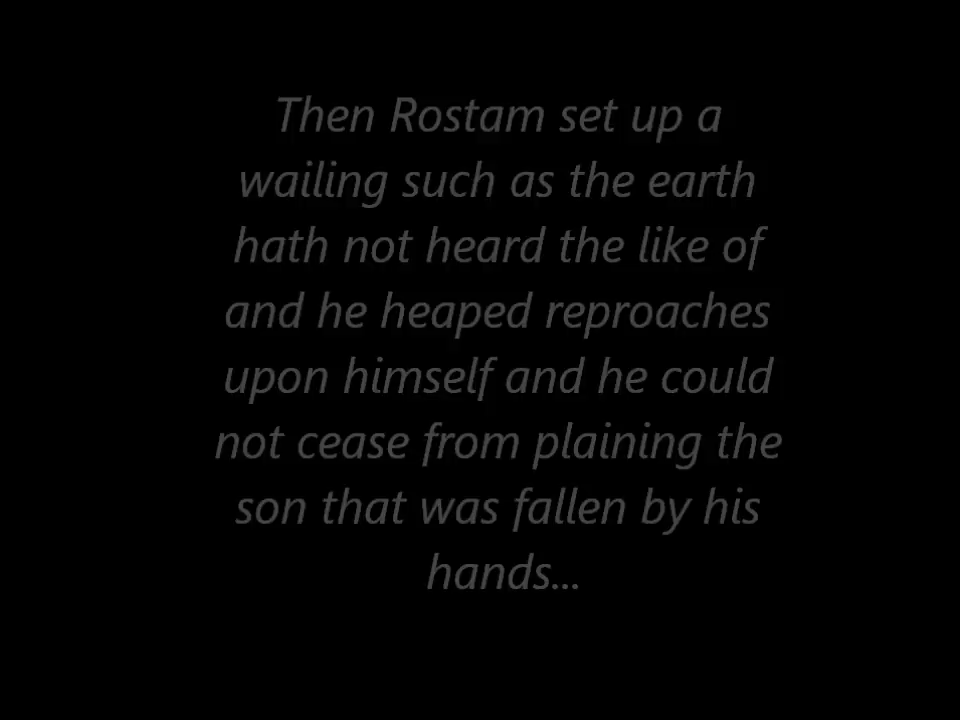 Then Rostam set up a
wailing such as the earth
hath not heard the like of
and he heaped reproaches
upon himself and he could
not cease from plaining the
son that was fallen by his
hands...